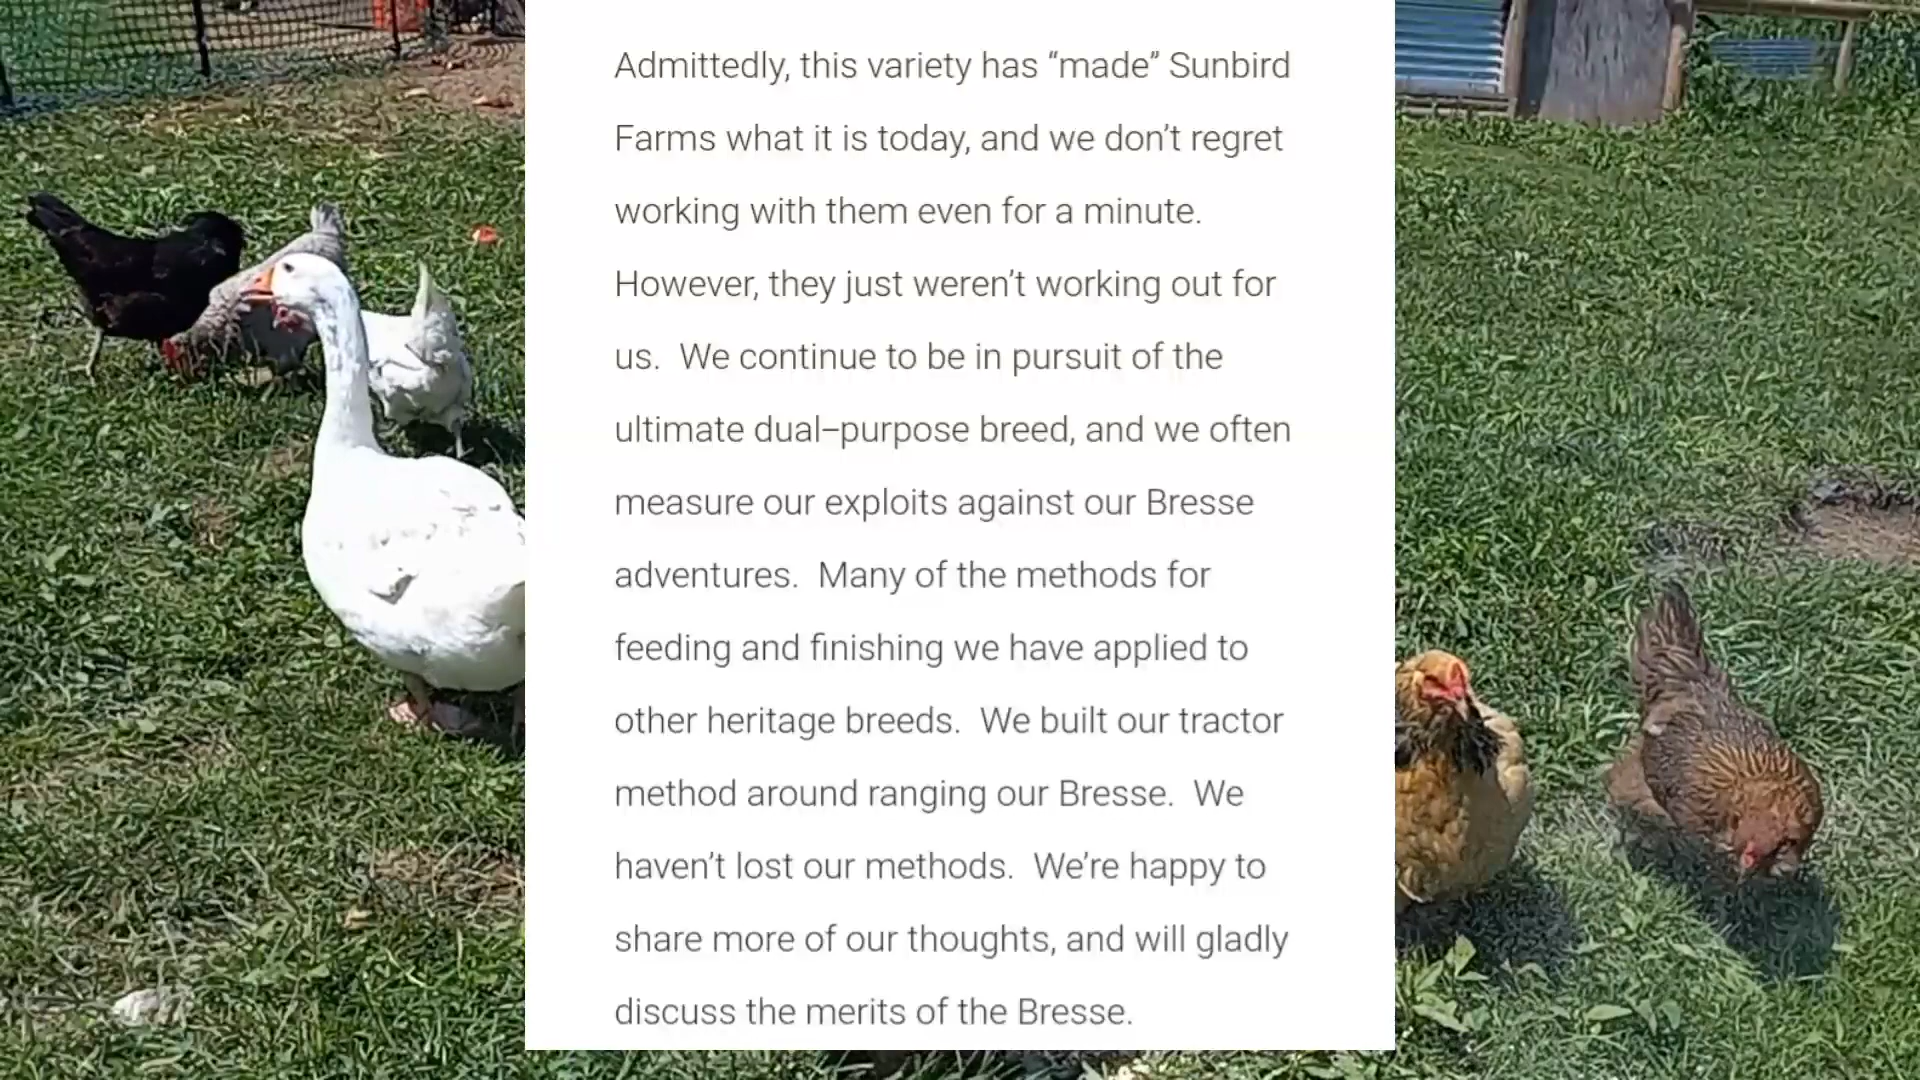 Admittedly, this variety has “made” Sunbird
Farms what it is today, and we don’t regret
working with them even for a minute.
However, they just weren’t working out for
us.  We continue to be in pursuit of the
ultimate dual–purpose breed, and we often
measure our exploits against our Bresse
adventures.  Many of the methods for
feeding and finishing we have applied to
other heritage breeds.  We built our tractor
method around ranging our Bresse.  We
haven’t lost our methods.  We’re happy to
share more of our thoughts, and will gladly
discuss the merits of the Bresse.